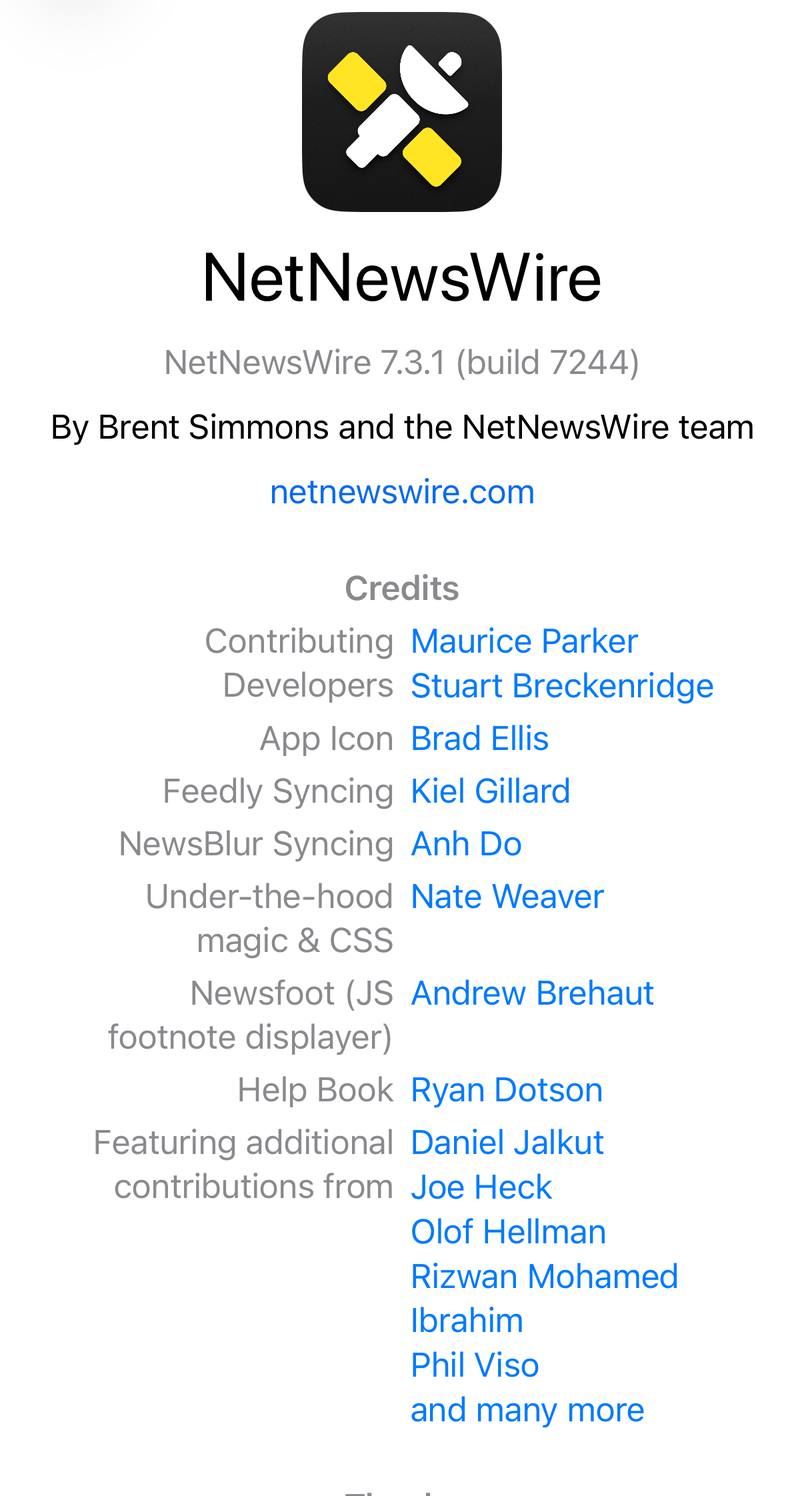 NetNewsWire
NetNewsWire 7.3.1 (build 7244)
By Brent Simmons and the NetNewsWire team
netnewswire.com
Credits
Contributing Maurice Parker
Developers Stuart Breckenridge
App Icon Brad Ellis
Feedly Syncing Kiel Gillard
NewsBlur Syncing Anh Do
Under-the-hood Nate Weaver
magic & CSS
Newsfoot (JS Andrew Brehaut
footnote displayer)
Help Book Ryan Dotson
Featuring additional Daniel Jalkut
contributions from Joe Heck
Olof Hellman
Rizwan Mohamed
Ibrahim
Phil Viso
and many more